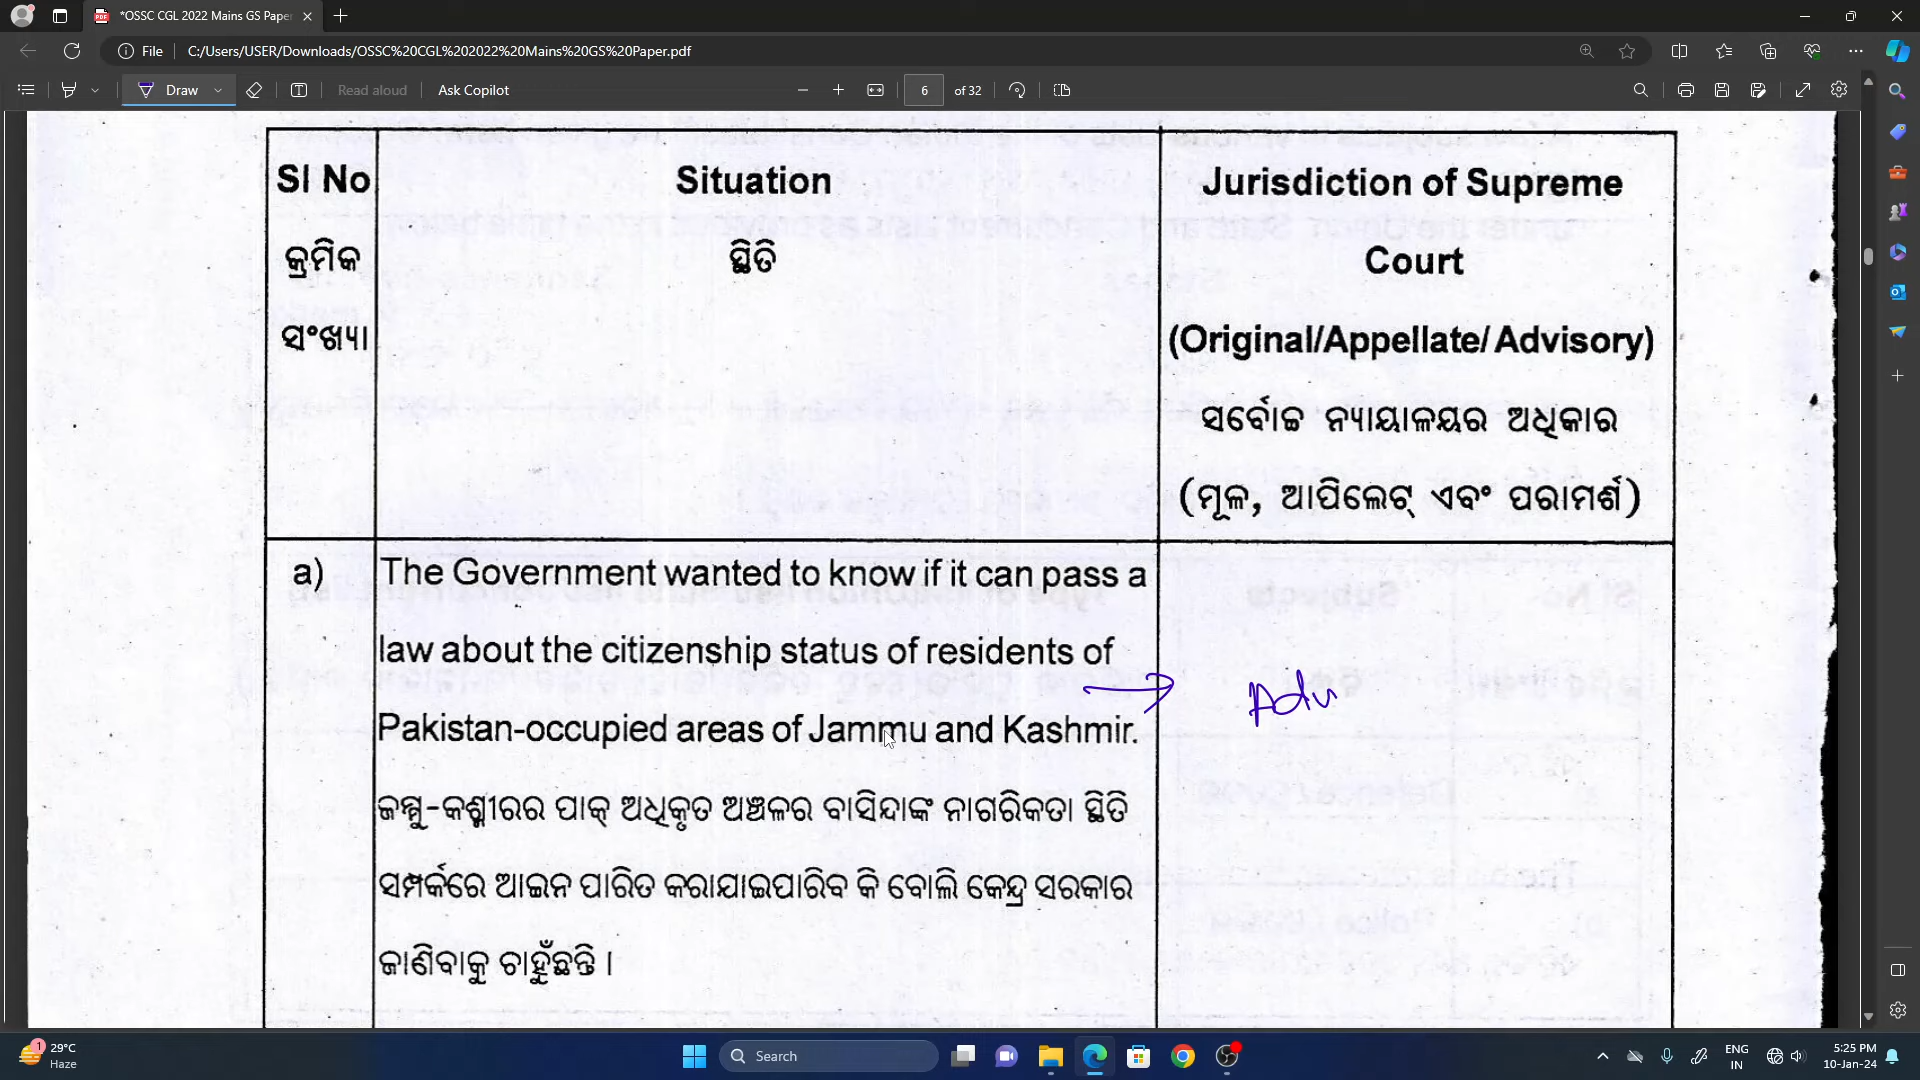 *OSSC CGL 2022 Mains GS Paper
File
C:/Users/USER/Downloads/OSSC%20CGL%202022%20Mains%20GS%20Paper.pdf
Draw
Read aloud
Ask Copilot
6 of 32
Sl No
Situation
Jurisdiction of Supreme
କ୍ରମିକ
ସ୍ଥିତି
Court
ସଂଖ୍ୟା
(Original/Appellate/ Advisory)
ସର୍ବୋଚ୍ଚ ନ୍ୟାୟାଳୟର ଅଧିକାର
(ମୂଳ, ଆପିଲେଟ୍ ଏବଂ ପରାମର୍ଶ)
a)
The Government wanted to know if it can pass a
law about the citizenship status of residents of
Pakistan-occupied areas of Jammu and Kashmir.
Adv
ଜମ୍ମୁ-କଶ୍ମୀରର ପାକ୍ ଅଧିକୃତ ଅଞ୍ଚଳର ବାସିନ୍ଦାଙ୍କ ନାଗରିକତା ସ୍ଥିତି
ସମ୍ପର୍କରେ ଆଇନ ପାରିତ କରାଯାଇପାରିବ କି ବୋଲି କେନ୍ଦ୍ର ସରକାର
ଜାଣିବାକୁ ଚାହୁଁଛନ୍ତି ।
1
29°C
Haze
Search
ENG
IN
5:25 PM
10-Jan-24